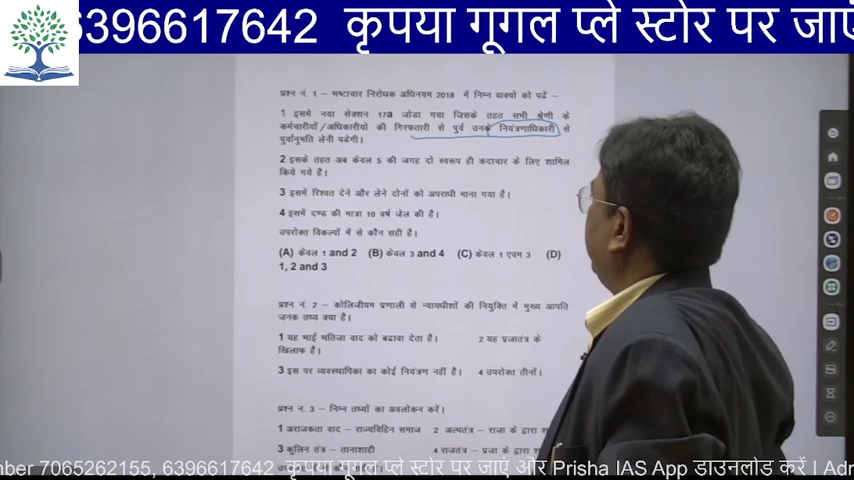 6396617642 कृपया गूगल प्ले स्टोर पर जाएं
प्रश्न नं. 1 – भष्टाचार निरोधक अधिनयम 2018 में निम्न वाक्यो को पढें –
1 इसमे नया सेक्शन 17a जोडा गया जिसके तहत सभी श्रेणी के
कर्मचारीयों /अधिकारीयो की गिरफतारी से पुर्व उनके नियंत्रणाधिकारी से
पुर्वानुमति लेनी पडेगी।
2 इसके तहत अब केवल 5 की जगह दो स्वरूप ही कदाचार के लिए शामिल
किये गये है।
3 इसमें रिश्वत देने और लेने दोनों को अपराधी माना गया है।
4 इसमें दण्ड की मात्रा 10 वर्ष जेल की है।
उपरोक्त विकल्पों में से कौन सही है।
(A) केवल 1 and 2 (B) केवल 3 and 4 (C) केवल 1 एवम 3 (D)
1, 2 and 3
प्रश्न नं. 2 – कोलिजीयम प्रणाली से न्यायधीशों की नियुक्ति में मुख्य आपति
जनक तथ्य क्या है।
1 यह भाई भतिजा वाद को बढावा देता है। 2 यह प्रजातंत्र के
खिलाफ है।
3 इस पर व्यवस्थापिका का कोई नियंत्रण नहीं है। 4 उपरोक्त तीनों।
प्रश्न नं. 3 – निम्न तथ्यों का अवलोकन करें।
1 अराजकता वाद – राज्यविहिन समाज 2 अल्पतंत्र – राजा के द्वारा
3 कुलिन तंत्र – तानाशाही 4 राजतंत्र – प्रजा के द्वारा
nber 7065262155, 6396617642 कृपया गूगल प्ले स्टोर पर जाएं और Prisha IAS App डाउनलोड करें । Adr